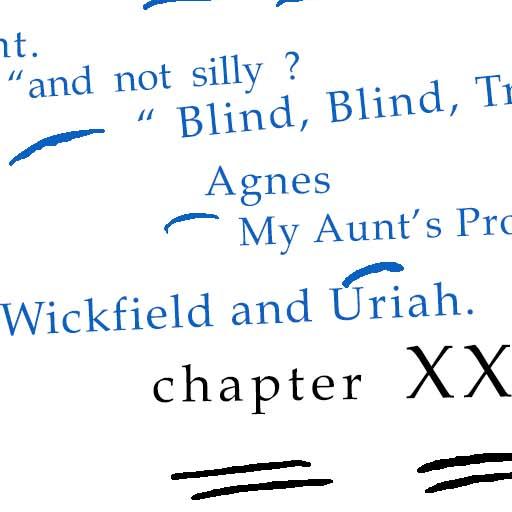 nt.
“and not silly ?
“ Blind, Blind, Tr
Agnes
My Aunt’s Pro
Wickfield and Uriah.
chapter XX